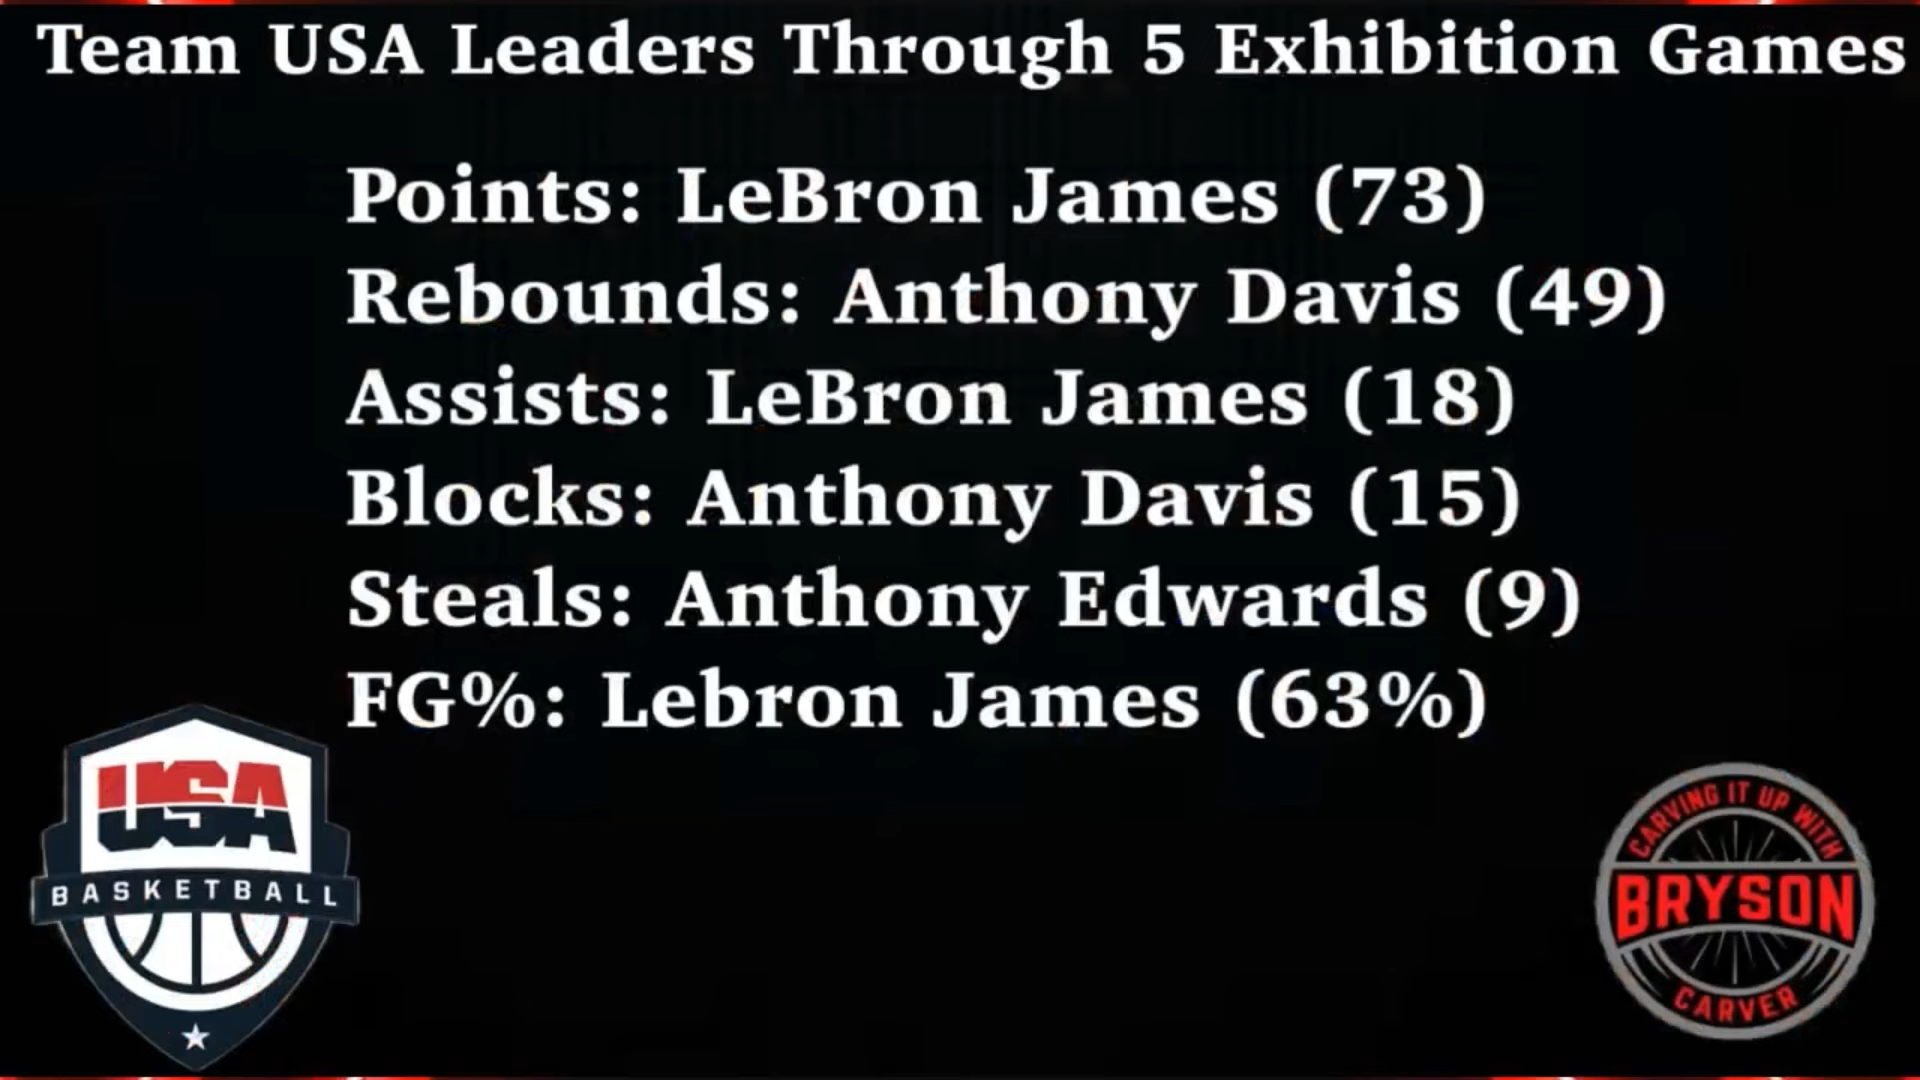 Team USA Leaders Through 5 Exhibition Games
Points: LeBron James (73)
Rebounds: Anthony Davis (49)
Assists: LeBron James (18)
Blocks: Anthony Davis (15)
Steals: Anthony Edwards (9)
FG%: Lebron James (63%)
USA
BASKETBALL
CARVING IT UP WITH
BRYSON
CARVER